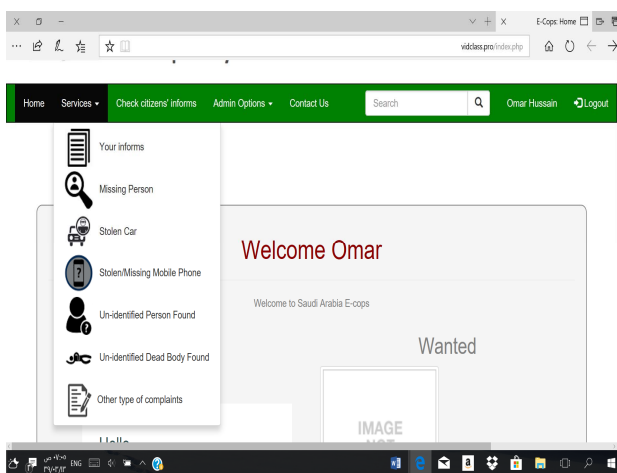 E-Cops: Home
vidclass.pro/index.php
Home Services Check citizens' informs Admin Options Contact Us Search Omar Hussain Logout
Your informs
Missing Person
Stolen Car
Stolen/Missing Mobile Phone
Un-identified Person Found
Un-identified Dead Body Found
Other type of complaints
Welcome Omar
Welcome to Saudi Arabia E-cops
Wanted
IMAGE
ENG